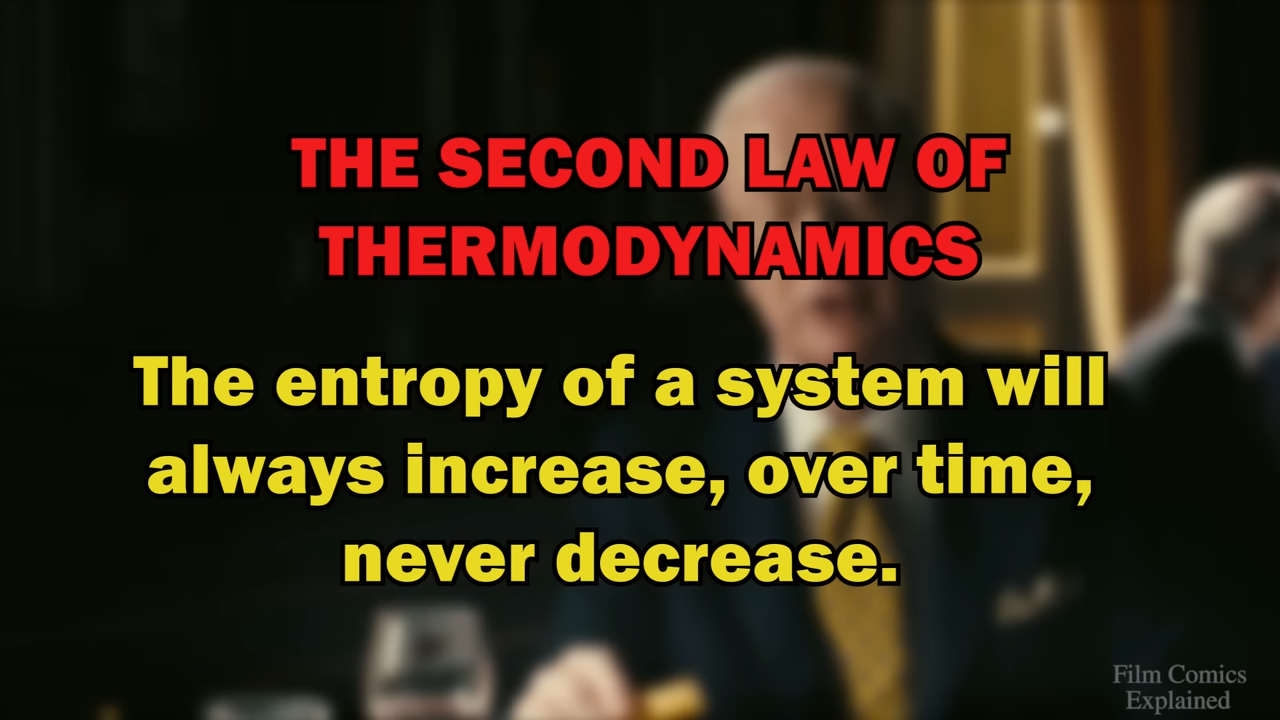 THE SECOND LAW OF
THERMODYNAMICS
The entropy of a system will
always increase, over time,
never decrease.
Film Comics
Explained